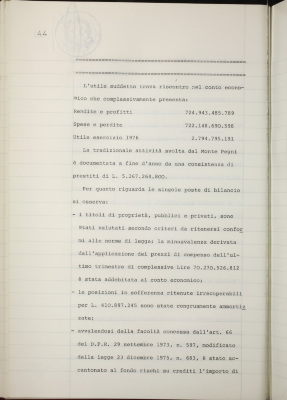 44
L'utile suddetto trova riscontro nel conto econo-
mico che complessivamente presenta:
Rendite e profitti 724.943.485.789
Spese e perdite 722.148.690.598
Utile esercizio 1976 2.794.795.191
La tradizionale attività svolta dal Monte Pegni
è documentata a fine d'anno da una consistenza di
prestiti di L. 5.267.264.800.
Per quanto riguarda le singole poste di bilancio
si osserva:
- i titoli di proprietà, pubblici e privati, sono
stati valutati secondo criteri da ritenersi confor
mi alle norme di legge; la minusvalenza derivata
dall'applicazione dei prezzi di compenso dell'ul-
timo trimestre di complessive Lire 70.270.926.812
è stata addebitata al conto economico;
- le posizioni in sofferenza ritenute irrecuperabili
per L. 610.847.245 sono state congruamente ammortiz
zate;
- avvalendosi della facoltà concessa dall'art. 66
del D.P.R. 29 settembre 1973, n. 597, modificato
dalla legge 23 dicembre 1975, n. 683, è stato ac-
cantonato al fondo rischi su crediti l'importo di